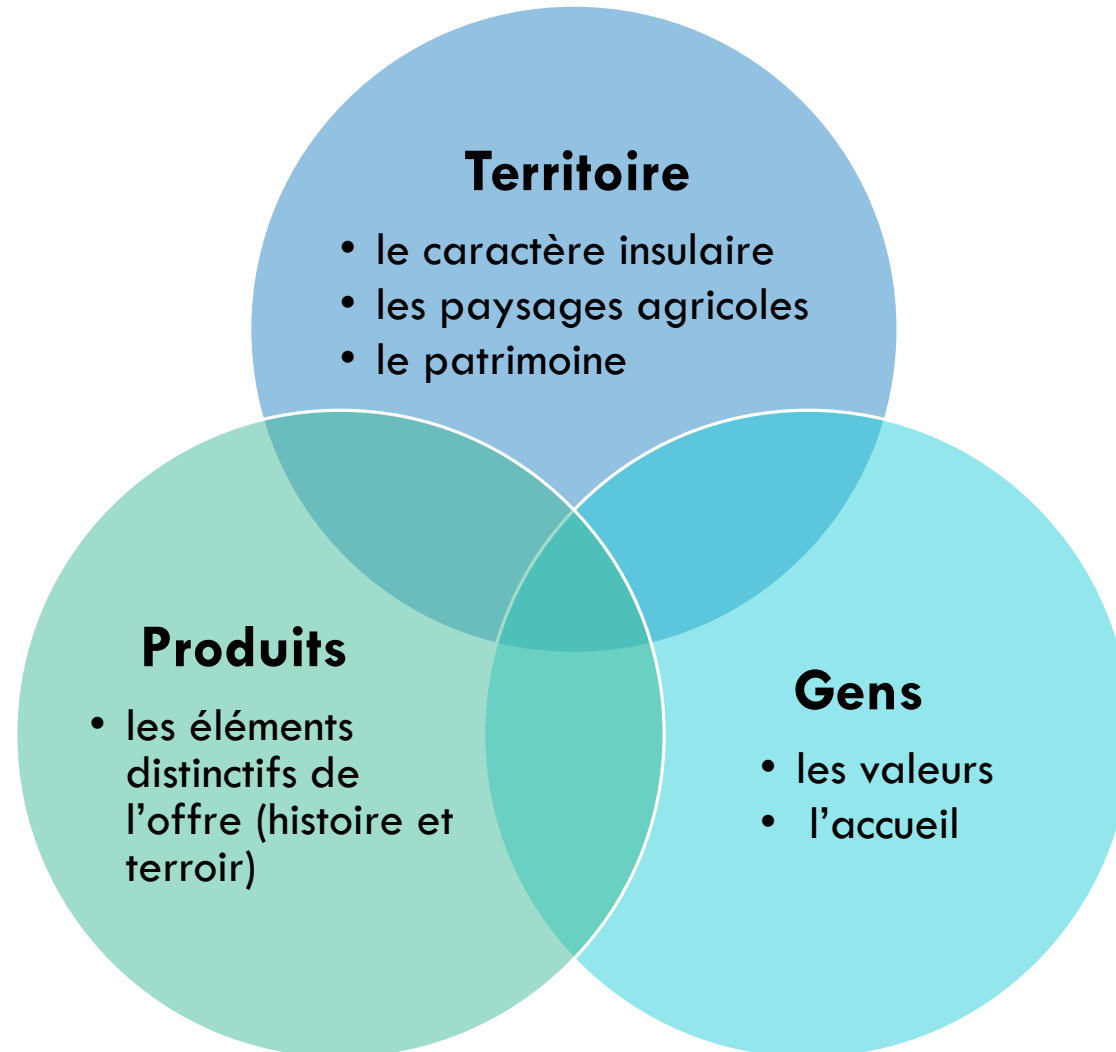 Territoire
• le caractère insulaire
• les paysages agricoles
• le patrimoine
Produits
• les éléments
distinctifs de
l'offre (histoire et
terroir)
Gens
• les valeurs
• l'accueil